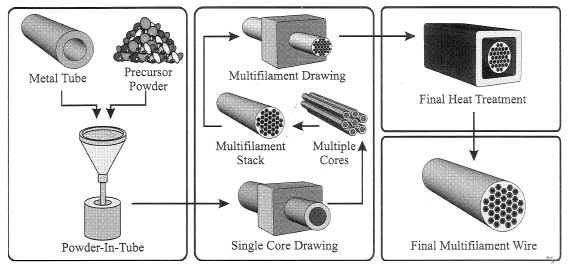 Metal Tube
Precursor
Powder
Powder-In-Tube
Multifilament Drawing
Multifilament
Stack
Multiple
Cores
Single Core Drawing
Final Heat Treatment
Final Multifilament Wire